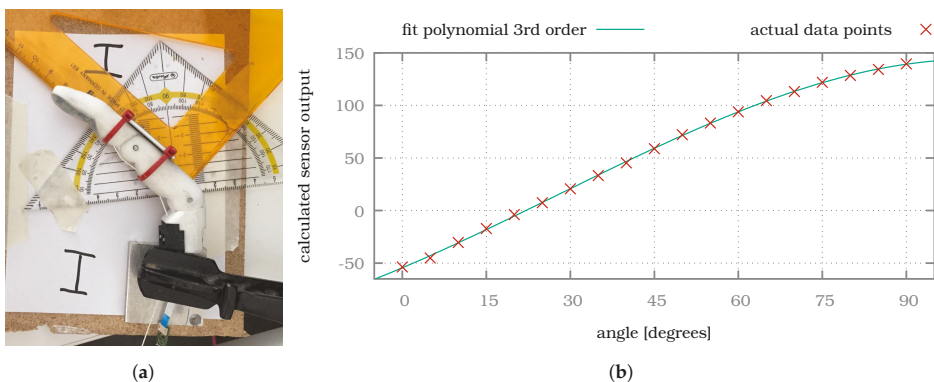 fit polynomial 3rd order
actual data points
calculated sensor output
150
100
50
0
-50
0 15 30 45 60 75 90
angle [degrees]
(a)
(b)